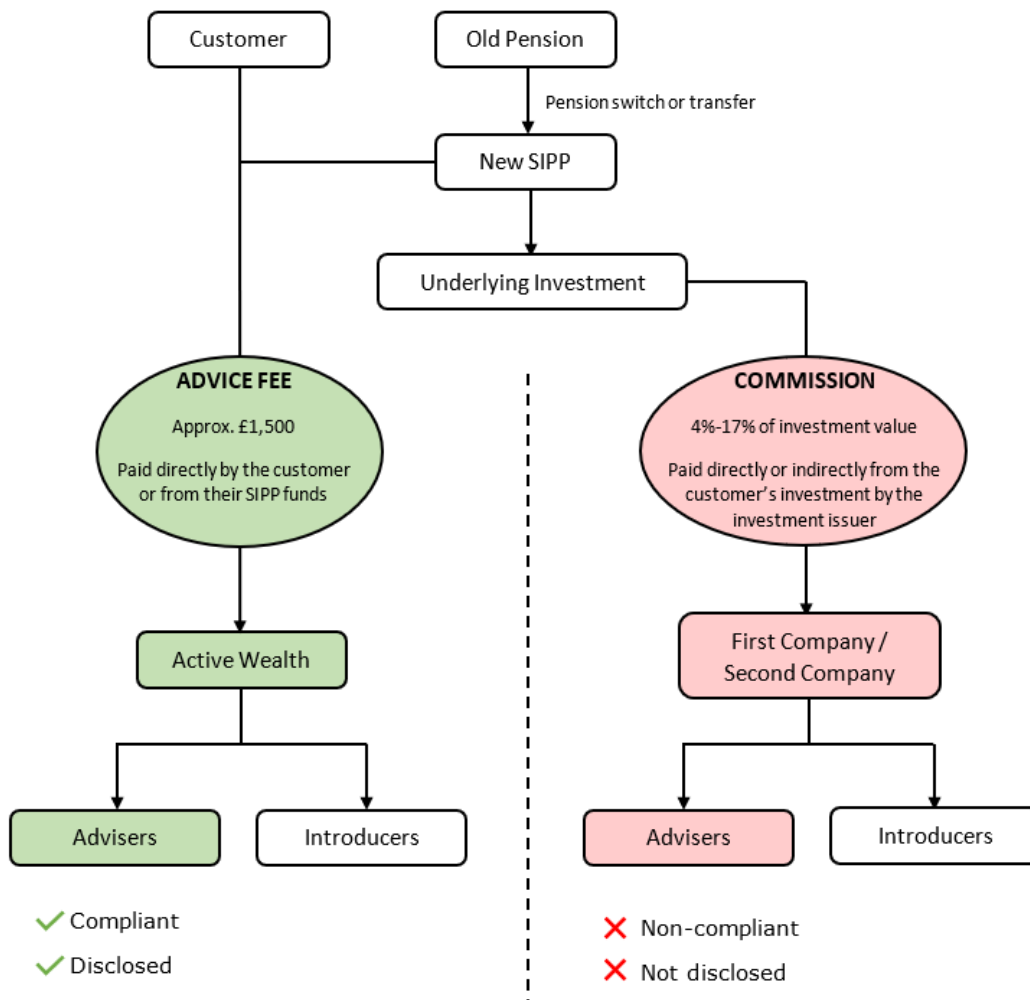 Customer
Old Pension
Pension switch or transfer
New SIPP
Underlying Investment
ADVICE FEE
Approx. £1,500
Paid directly by the customer
or from their SIPP funds
COMMISSION
4%-17% of investment value
Paid directly or indirectly from the
customer's investment by the
investment issuer
Active Wealth
First Company /
Second Company
Advisers
Introducers
Advisers
Introducers
Compliant
Disclosed
Non-compliant
Not disclosed